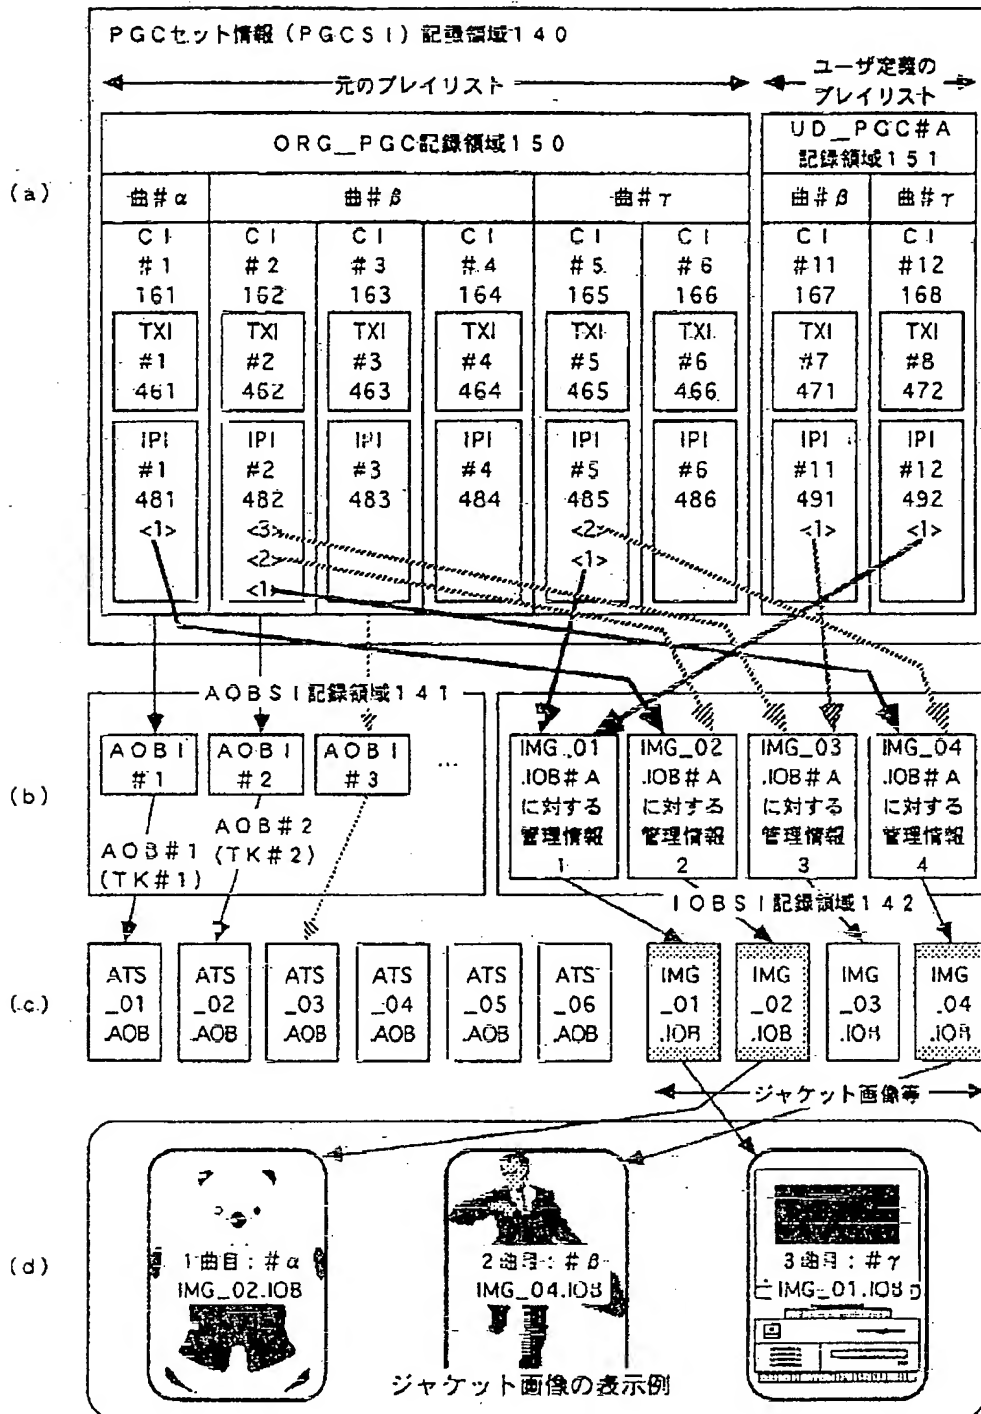 PGCセット情報(PGCSI)記憶領域140
元のプレイリスト
ユーザ定義の
プレイリスト
(a)
ORG_PGC記録領域150
UD_PGC#A
記録領域151
曲#α 曲#β 曲#γ 曲#β 曲#γ
CI CI CI CI CI CI CI CI
#1 #2 #3 #4 #5 #6 #11 #12
161 162 163 164 165 166 167 168
TXI TXI TXI TXI TXI TXI TXI TXI
#1 #2 #3 #4 #5 #6 #7 #8
461 462 463 464 465 466 471 472
IPI IPI IPI IPI IPI IPI IPI IPI
#1 #2 #3 #4 #5 #6 #11 #12
481 482 483 484 485 486 491 492
<1> <3> <2> <1> <1>
<2> <1>
<1>
(b)
AOBSI記録領域141
AOBI AOBI AOBI ...
#1 #2 #3
AOB#1
(TK#1)
AOB#2
(TK#2)
IMG_01 IMG_02 IMG_03 IMG_04
.IOB#A .IOB#A .IOB#A .IOB#A
に対する に対する に対する に対する
管理情報 管理情報 管理情報 管理情報
1 2 3 4
IOBSI記録領域142
(c)
ATS ATS ATS ATS ATS ATS IMG IMG IMG IMG
_01 _02 _03 _04 _05 _06 _01 _02 _03 _04
.AOB .AOB .AOB .AOB .AOB .AOB .IOB .IOB .IOB .IOB
ジャケット画像等
(d)
1曲目:#α 2曲目:#β 3曲目:#γ
IMG_02.IOB IMG_04.IOB IMG_01.IOB
ジャケット画像の表示例